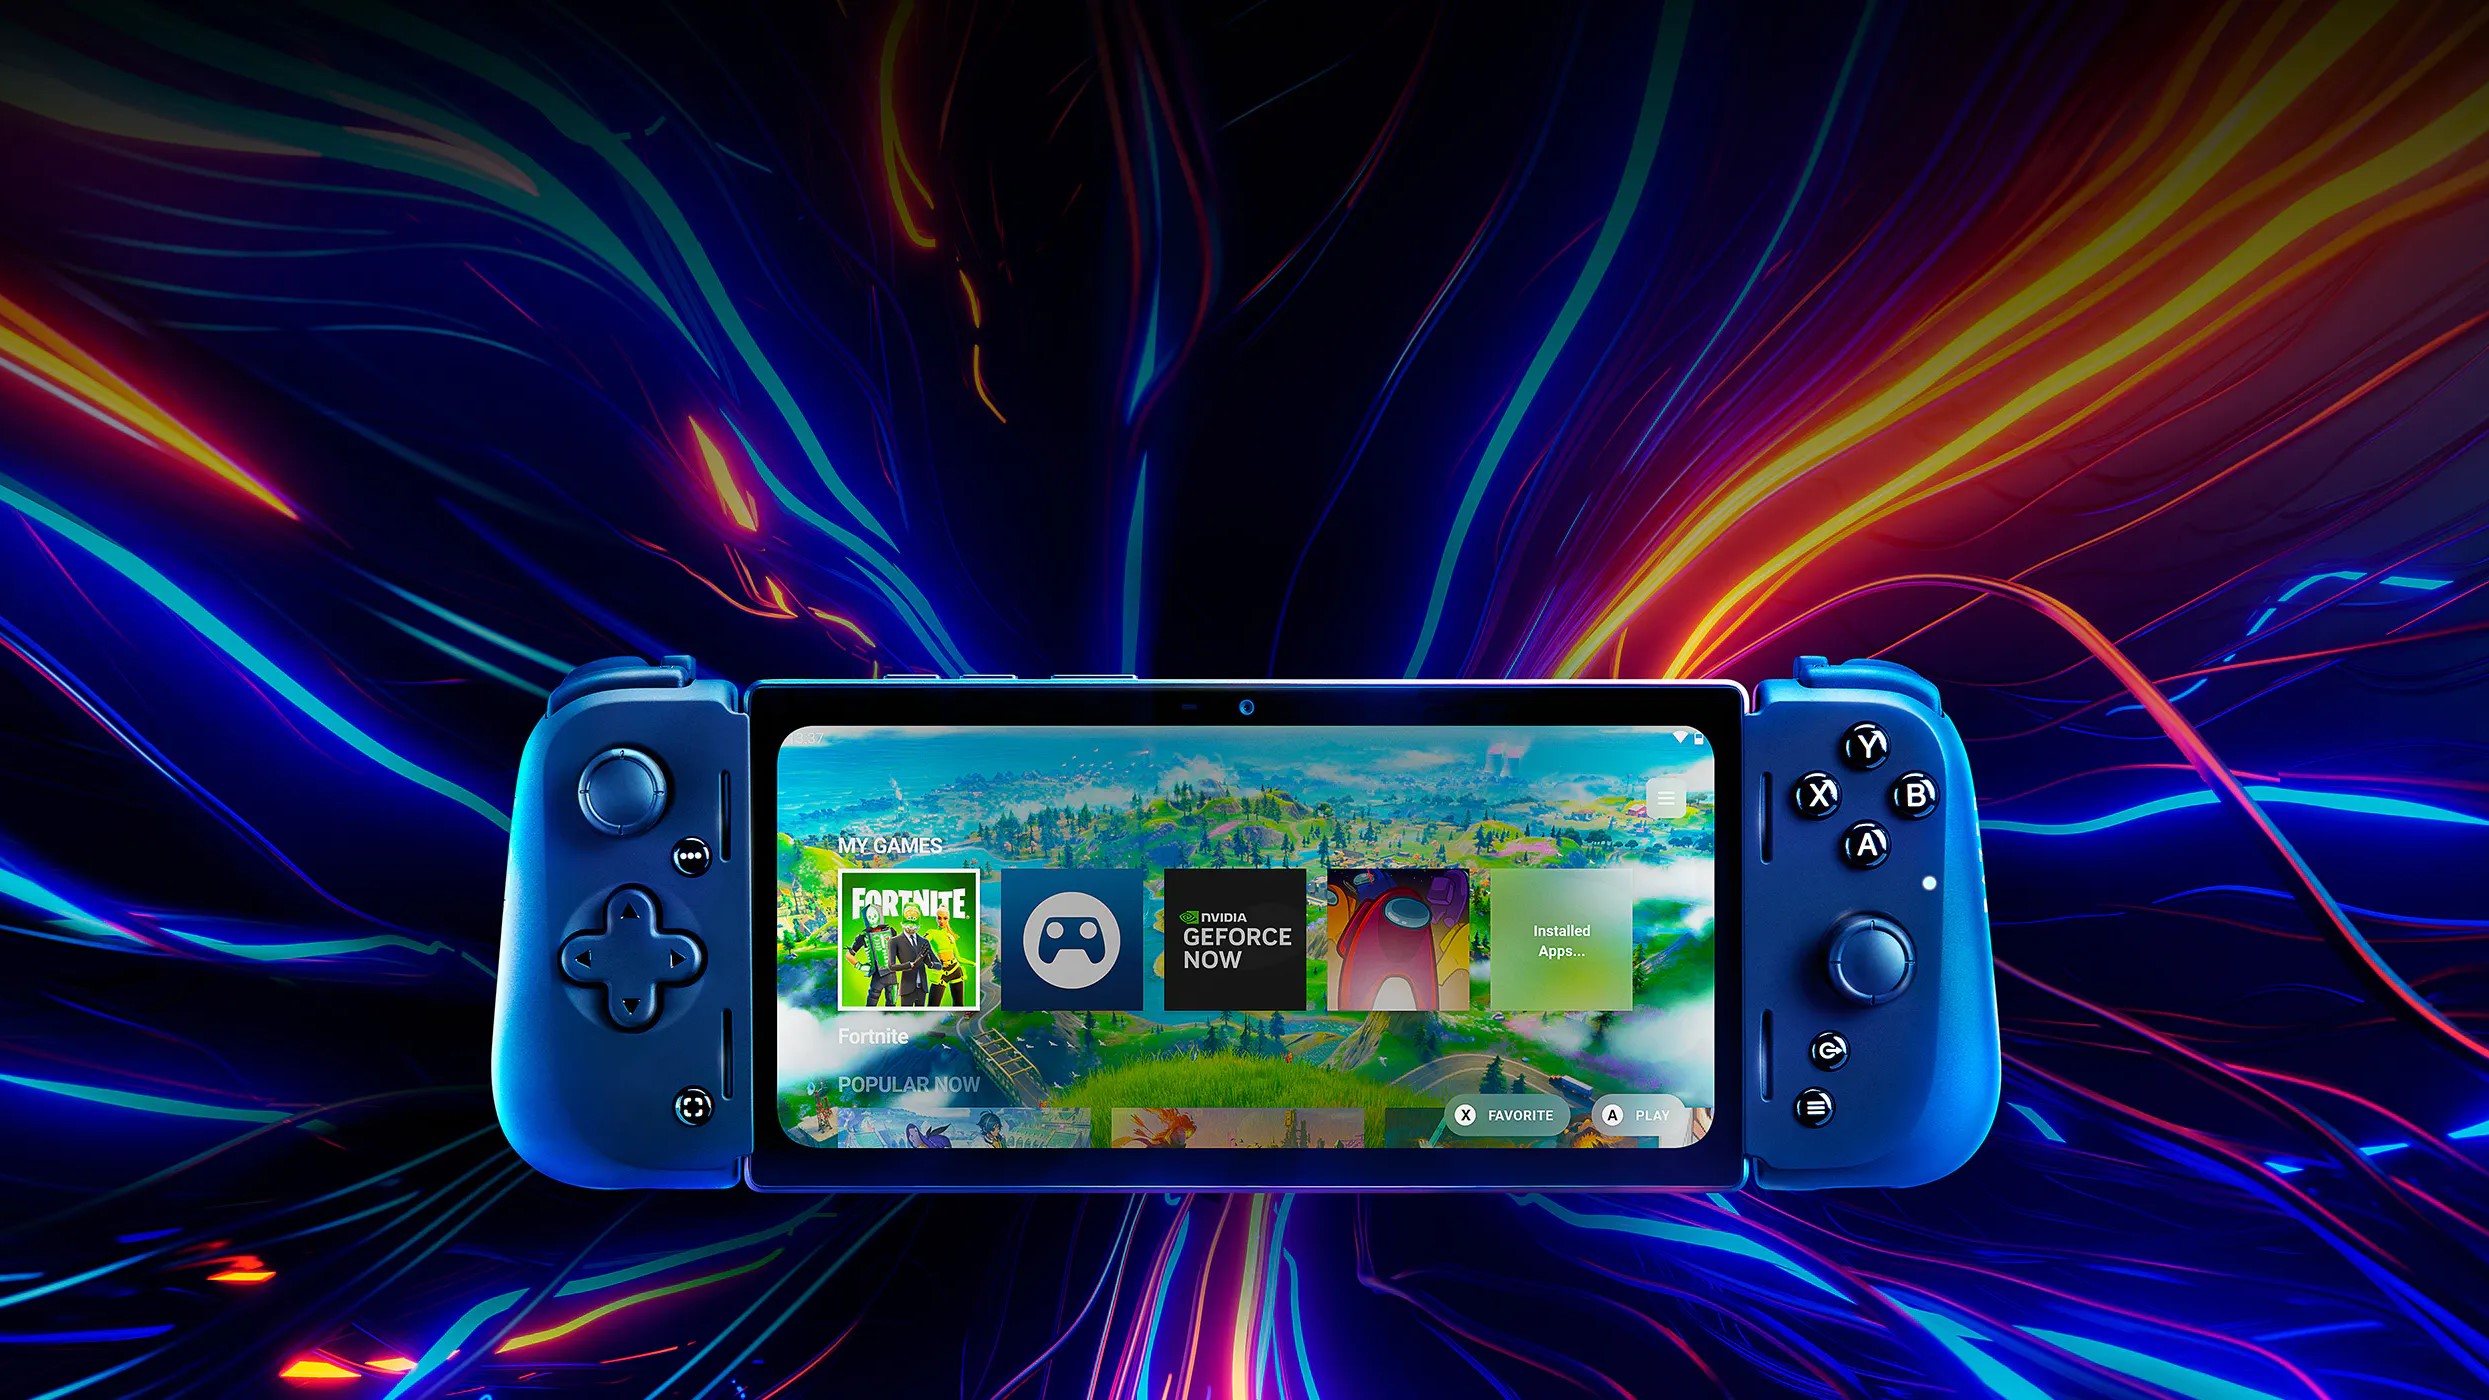 MY GAMES
FORTNITE
NVIDIA
GEFORCE
NOW
Installed
Apps...
Fortnite
POPULAR NOW
X FAVORITE
A PLAY
Y
X
B
A